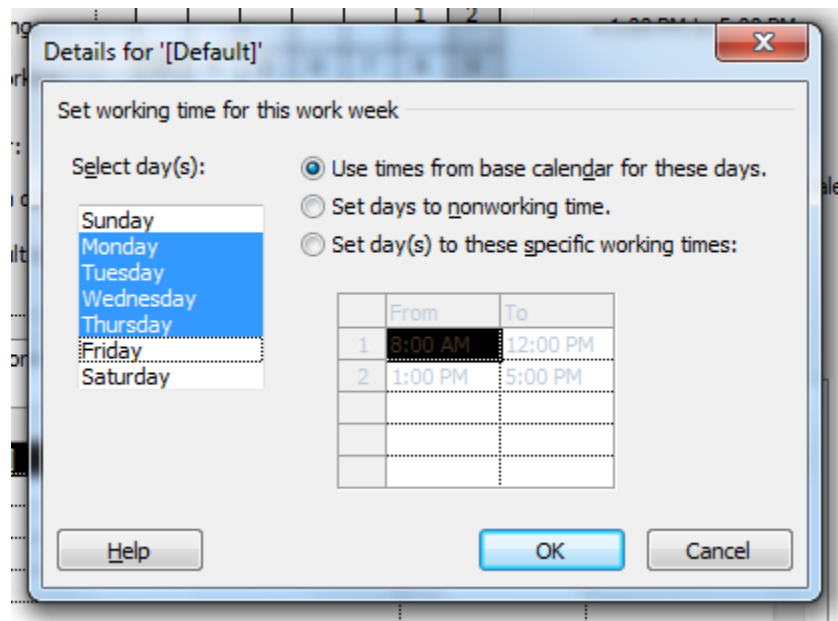 1 2
Details for '[Default]'
Set working time for this work week
Select day(s):
Use times from base calendar for these days.
Set days to nonworking time.
Set day(s) to these specific working times:
Sunday
Monday
Tuesday
Wednesday
Thursday
Friday
Saturday
From To
1 8:00 AM 12:00 PM
2 1:00 PM 5:00 PM
Help OK Cancel